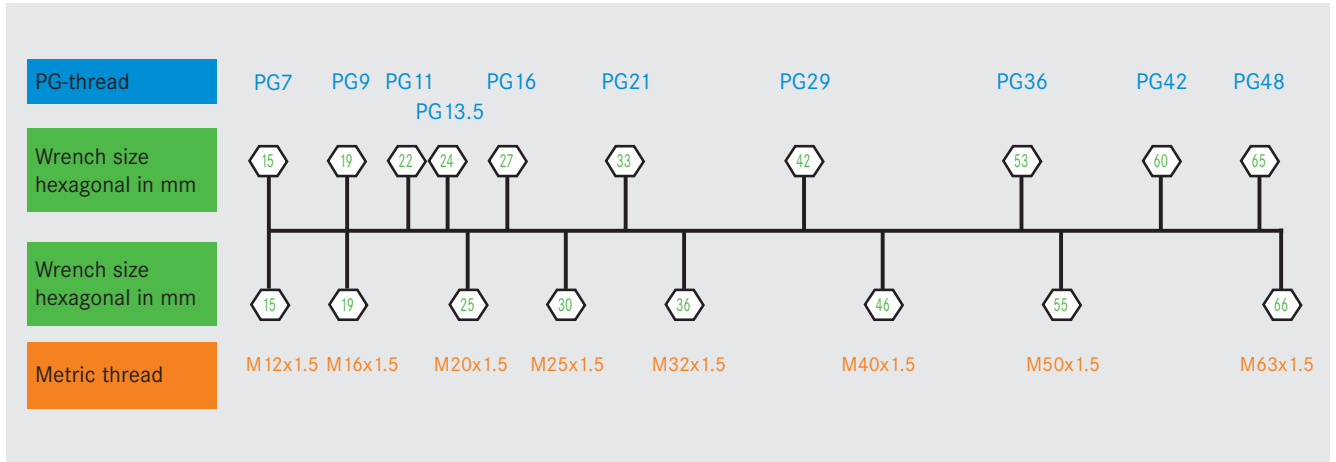 PG-thread
PG7 PG9 PG11 PG16 PG21 PG29 PG36 PG42 PG48
PG13.5
Wrench size
hexagonal in mm
15 19 22 24 27 33 42 53 60 65
Wrench size
hexagonal in mm
15 19 25 30 36 46 55 66
Metric thread
M12x1.5 M16x1.5 M20x1.5 M25x1.5 M32x1.5 M40x1.5 M50x1.5 M63x1.5